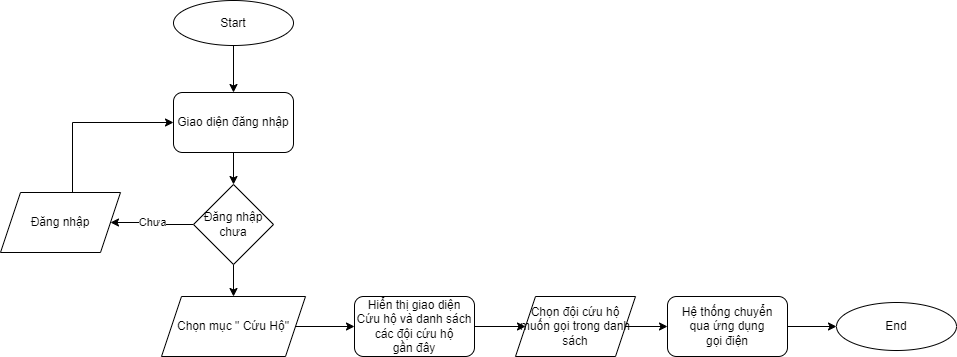 Start
Giao diện đăng nhập
Đăng nhập
Chưa
Đăng nhập
chưa
Chọn mục " Cứu Hộ"
Hiển thị giao diện
Cứu hộ và danh sách
các đội cứu hộ
gần đây
Chọn đội cứu hộ
muốn gọi trong danh
sách
Hệ thống chuyển
qua ứng dụng
gọi điện
End